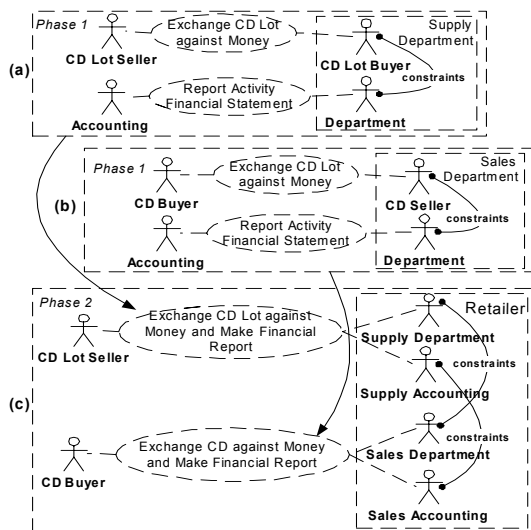 Phase 1
Exchange CD Lot
against Money
Supply
Department
CD Lot Seller
CD Lot Buyer
(a)
constraints
Report Activity
Financial Statement
Accounting
Department
Phase 1
Exchange CD Lot
against Money
Sales
Department
CD Buyer
CD Seller
(b)
constraints
Report Activity
Financial Statement
Accounting
Department
Phase 2
Exchange CD Lot against
Money and Make Financial
Report
Retailer
CD Lot Seller
Supply Department
constraints
Supply Accounting
(c)
Exchange CD against Money
and Make Financial Report
constraints
CD Buyer
Sales Department
Sales Accounting